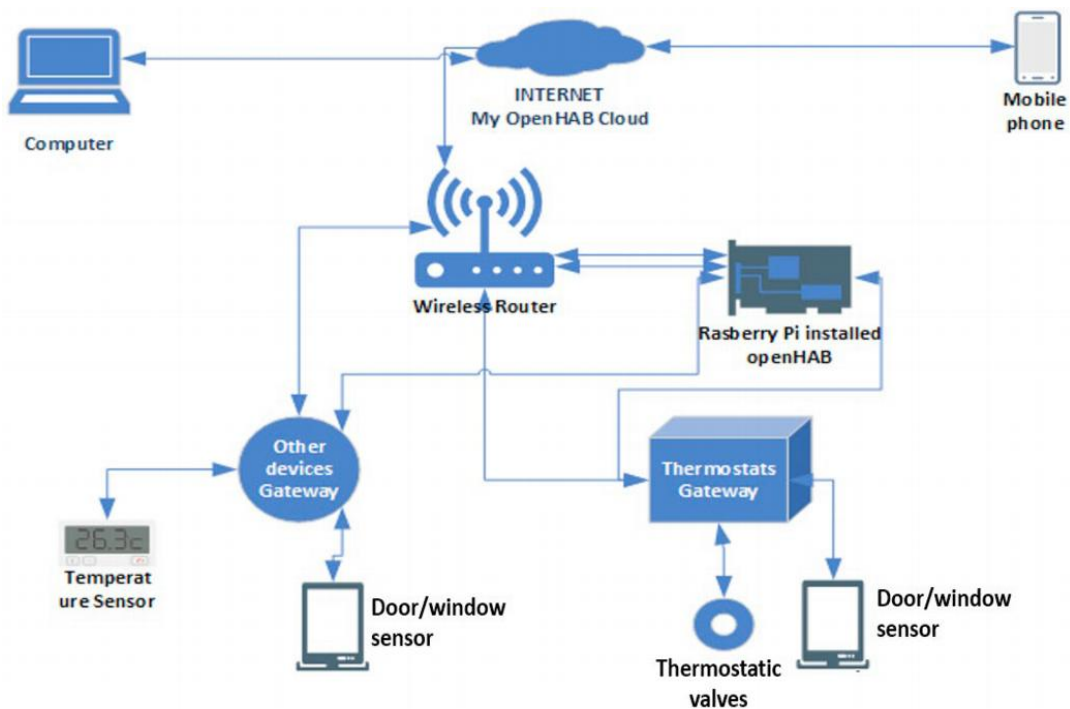 INTERNET
My OpenHAB Cloud
Computer
Mobile
phone
Wireless Router
Rasberry Pi installed
openHAB
Other
devices
Gateway
Thermostats
Gateway
26.3c
Temperat
ure Sensor
Door/window
sensor
Door/window
sensor
Thermostatic
valves